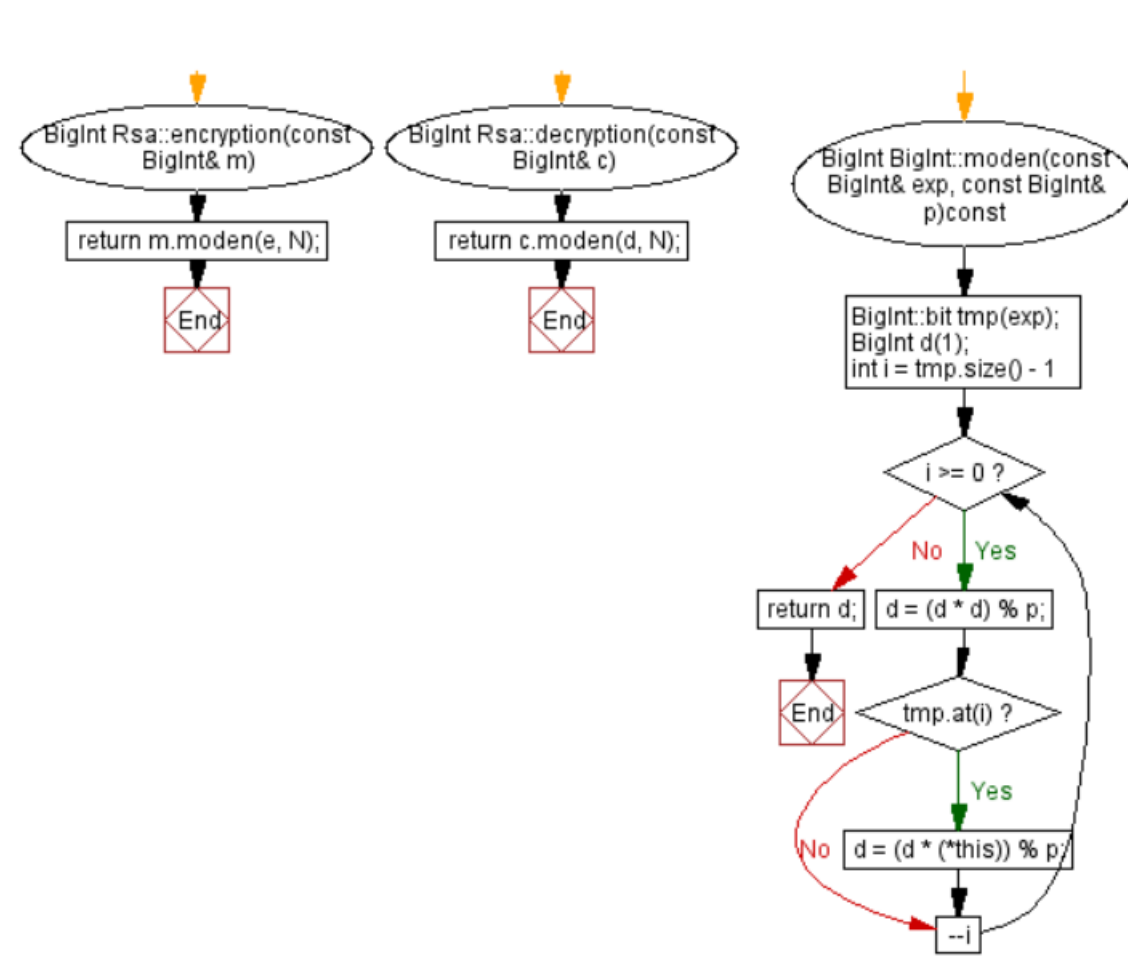 BigInt Rsa::encryption(const
BigInt& m)
return m.moden(e, N);
End
BigInt Rsa::decryption(const
BigInt& c)
return c.moden(d, N);
End
BigInt BigInt::moden(const
BigInt& exp, const BigInt&
p)const
BigInt::bit tmp(exp);
BigInt d(1);
int i = tmp.size() - 1
i >= 0 ?
No
Yes
return d;
d = (d * d) % p;
End
tmp.at(i) ?
Yes
No
d = (d * (*this)) % p;
--i